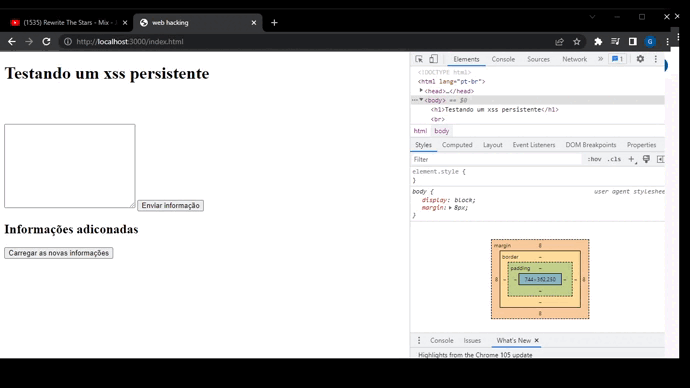 (1535) Rewrite The Stars - Mix -
web hacking
http://localhost:3000/index.html
G
Testando um xss persistente
Enviar informação
Informações adiconadas
Carregar as novas informações
Elements Console Sources Network » 1
<!DOCTYPE html>
<html lang="pt-br">
<head>…</head>
<body> == $0
<h1>Testando um xss persistente</h1>
<br>
html body
Styles Computed Layout Event Listeners DOM Breakpoints Properties
Filter :hov .cls +
element.style {
}
body { user agent styleshee
display: block;
margin: 8px;
}
margin 8
border -
padding -
8 - - - - 8
-
-
8
Console Issues What's New
Highlights from the Chrome 105 update